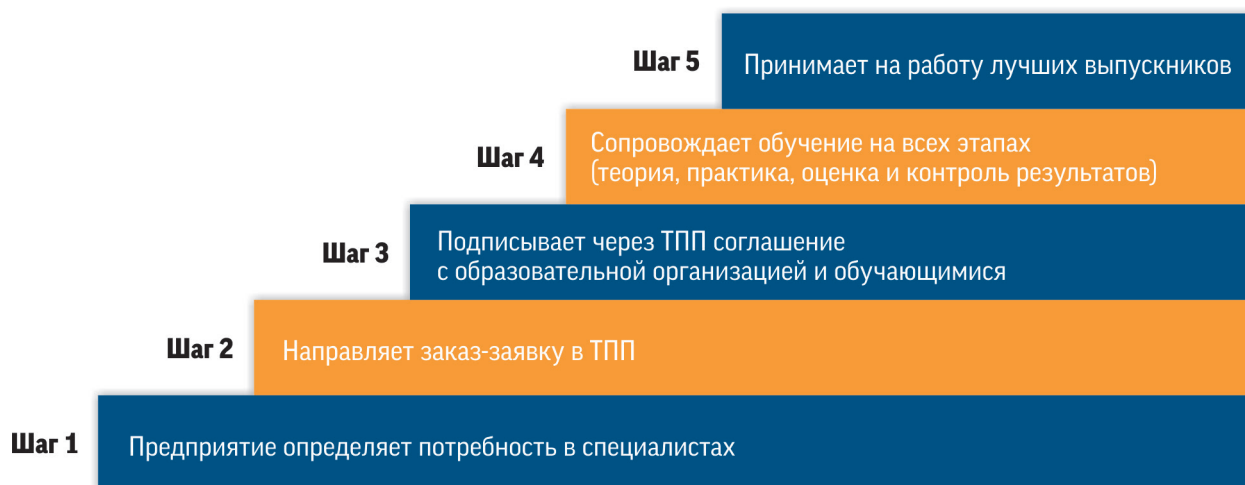 Шаг 5
Принимает на работу лучших выпускников
Шаг 4
Сопровождает обучение на всех этапах
(теория, практика, оценка и контроль результатов)
Шаг 3
Подписывает через ТПП соглашение
с образовательной организацией и обучающимися
Шаг 2
Направляет заказ-заявку в ТПП
Шаг 1
Предприятие определяет потребность в специалистах